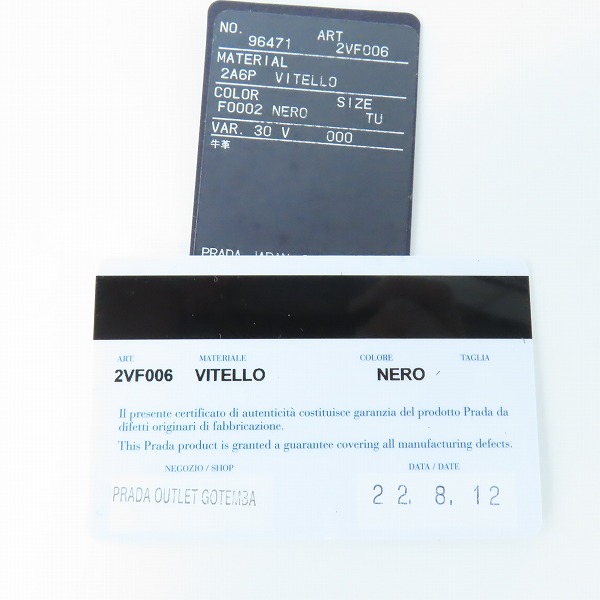 NO. 96471 ART 2VF006
MATERIAL
2A6P VITELLO
COLOR SIZE
F0002 NERO TU
VAR. 30 V 000
牛革
PRADA JAPAN
ART. MATERIALE COLORE TAGLIA
2VF006 VITELLO NERO
Il presente certificato di autenticità costituisce garanzia del prodotto Prada da
difetti originari di fabbricazione.
This Prada product is granted a guarantee covering all manufacturing defects.
NEGOZIO / SHOP DATA / DATE
PRADA OUTLET GOTEMBA 22. 8. 12